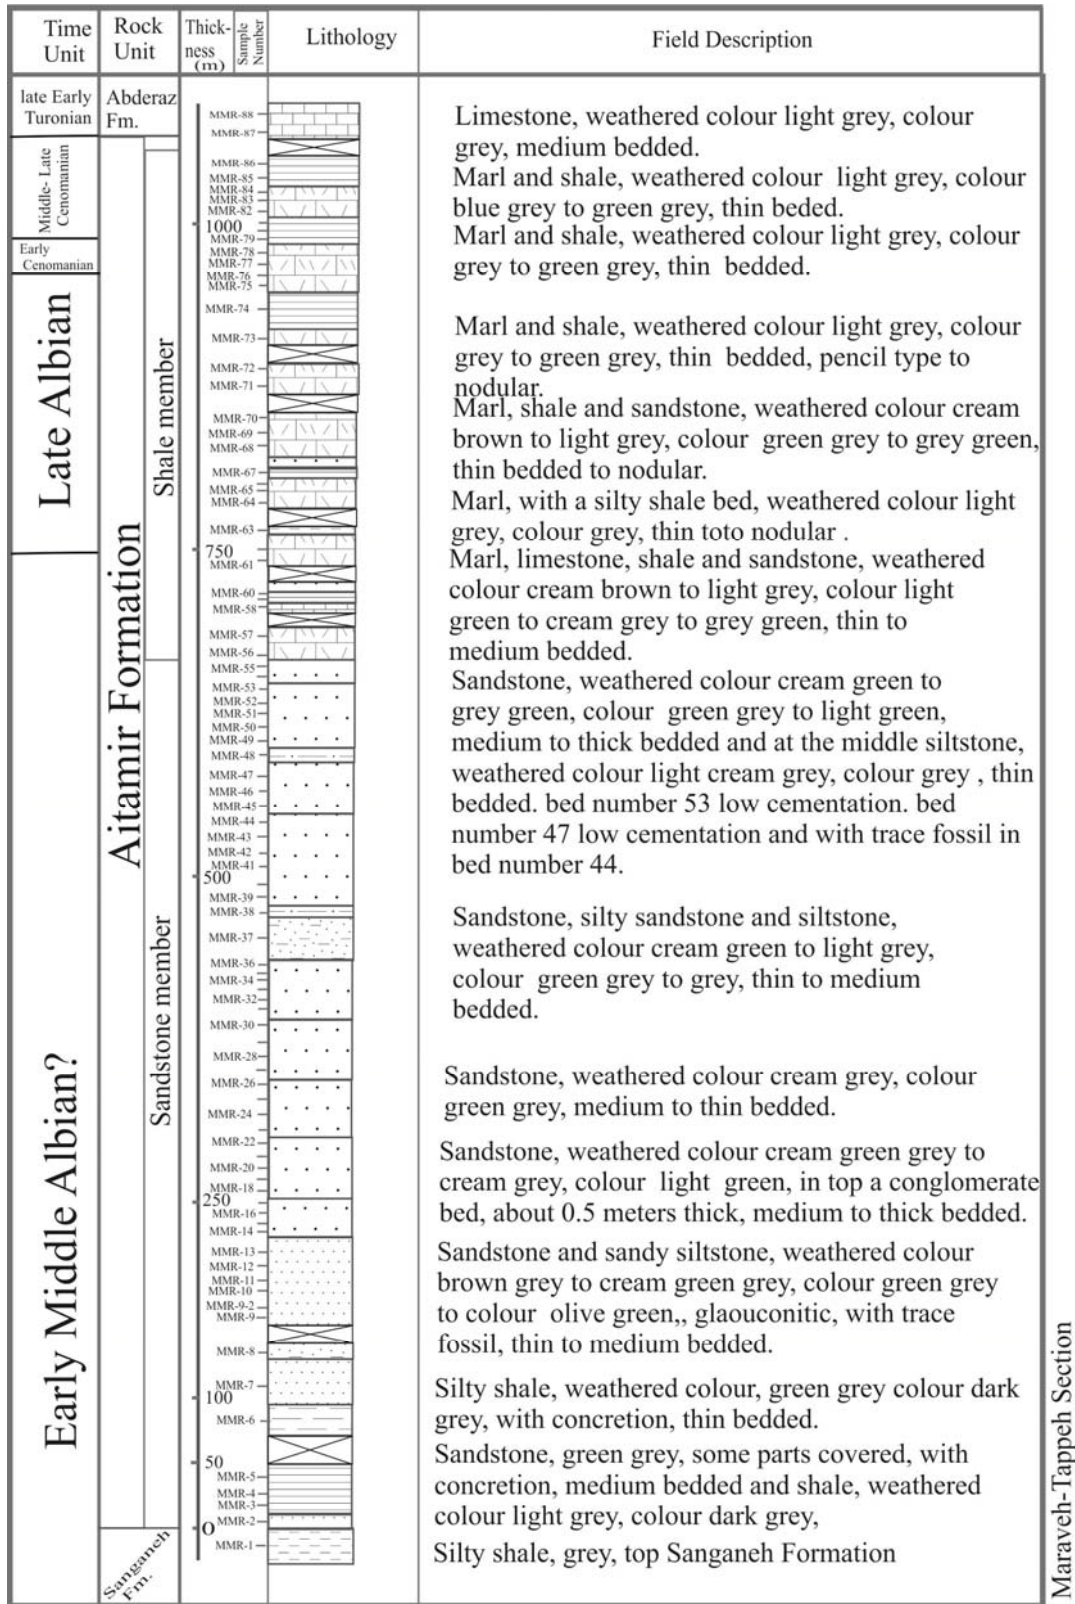 Time
Unit
Rock
Unit
Thick-
ness
(m)
Sample
Number
Lithology
Field Description
late Early
Turonian
Middle- Late
Cenomanian
Early
Cenomanian
Late Albian
Early Middle Albian?
Abderaz
Fm.
Aitamir Formation
Sanganeh
Fm.
Shale member
Sandstone member
1000
750
500
250
100
50
0
MMR-88
MMR-87
MMR-86
MMR-85
MMR-84
MMR-83
MMR-82
MMR-79
MMR-78
MMR-77
MMR-76
MMR-75
MMR-74
MMR-73
MMR-72
MMR-71
MMR-70
MMR-69
MMR-68
MMR-67
MMR-65
MMR-64
MMR-63
MMR-61
MMR-60
MMR-58
MMR-57
MMR-56
MMR-55
MMR-53
MMR-52
MMR-51
MMR-50
MMR-49
MMR-48
MMR-47
MMR-46
MMR-45
MMR-44
MMR-43
MMR-42
MMR-41
MMR-39
MMR-38
MMR-37
MMR-36
MMR-34
MMR-32
MMR-30
MMR-28
MMR-26
MMR-24
MMR-22
MMR-20
MMR-18
MMR-16
MMR-14
MMR-13
MMR-12
MMR-11
MMR-10
MMR-9-2
MMR-9
MMR-8
MMR-7
MMR-6
MMR-5
MMR-4
MMR-3
MMR-2
MMR-1
Limestone, weathered colour light grey, colour
grey, medium bedded.
Marl and shale, weathered colour light grey, colour
blue grey to green grey, thin beded.
Marl and shale, weathered colour light grey, colour
grey to green grey, thin bedded.
Marl and shale, weathered colour light grey, colour
grey to green grey, thin bedded, pencil type to
nodular.
Marl, shale and sandstone, weathered colour cream
brown to light grey, colour green grey to grey green,
thin bedded to nodular.
Marl, with a silty shale bed, weathered colour light
grey, colour grey, thin toto nodular .
Marl, limestone, shale and sandstone, weathered
colour cream brown to light grey, colour light
green to cream grey to grey green, thin to
medium bedded.
Sandstone, weathered colour cream green to
grey green, colour green grey to light green,
medium to thick bedded and at the middle siltstone,
weathered colour light cream grey, colour grey , thin
bedded. bed number 53 low cementation. bed
number 47 low cementation and with trace fossil in
bed number 44.
Sandstone, silty sandstone and siltstone,
weathered colour cream green to light grey,
colour green grey to grey, thin to medium
bedded.
Sandstone, weathered colour cream grey, colour
green grey, medium to thin bedded.
Sandstone, weathered colour cream green grey to
cream grey, colour light green, in top a conglomerate
bed, about 0.5 meters thick, medium to thick bedded.
Sandstone and sandy siltstone, weathered colour
brown grey to cream green grey, colour green grey
to colour olive green,, glaouconitic, with trace
fossil, thin to medium bedded.
Silty shale, weathered colour, green grey colour dark
grey, with concretion, thin bedded.
Sandstone, green grey, some parts covered, with
concretion, medium bedded and shale, weathered
colour light grey, colour dark grey,
Silty shale, grey, top Sanganeh Formation
Maraveh-Tappeh Section